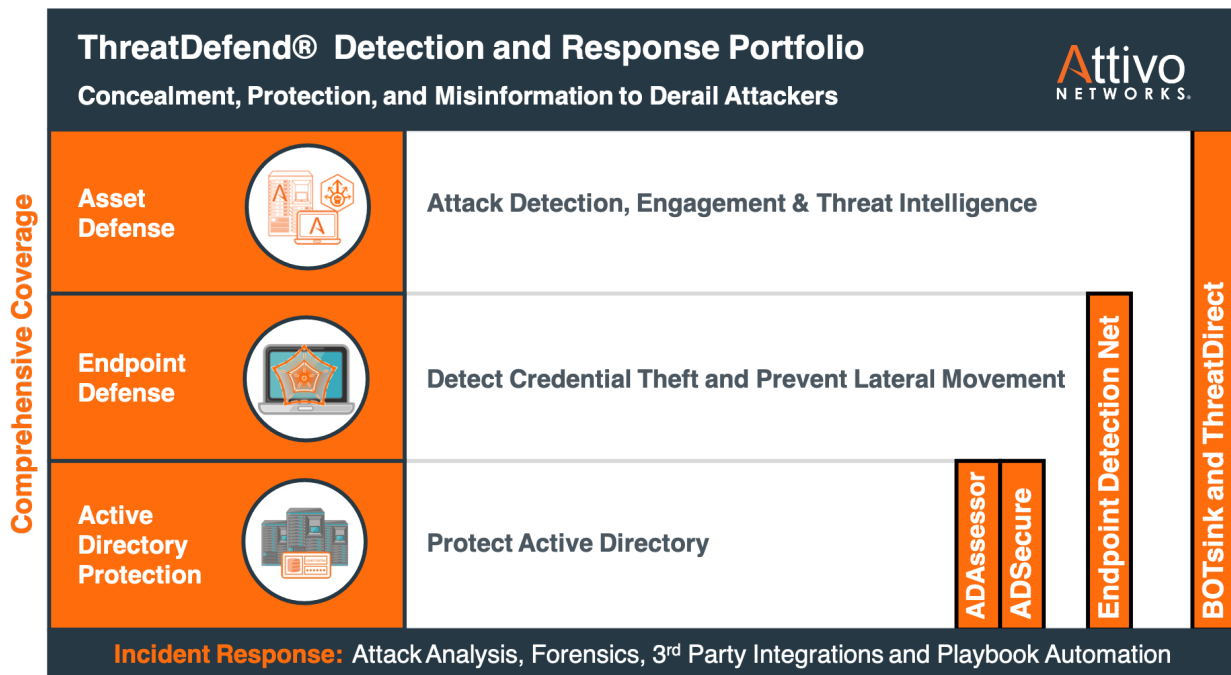 ThreatDefend® Detection and Response Portfolio
Concealment, Protection, and Misinformation to Derail Attackers
Attivo
NETWORKS®
Comprehensive Coverage
Asset
Defense
Attack Detection, Engagement & Threat Intelligence
Endpoint
Defense
Detect Credential Theft and Prevent Lateral Movement
Active
Directory
Protection
Protect Active Directory
ADAssessor
ADSecure
Endpoint Detection Net
BOTsink and ThreatDirect
Incident Response: Attack Analysis, Forensics, 3rd Party Integrations and Playbook Automation